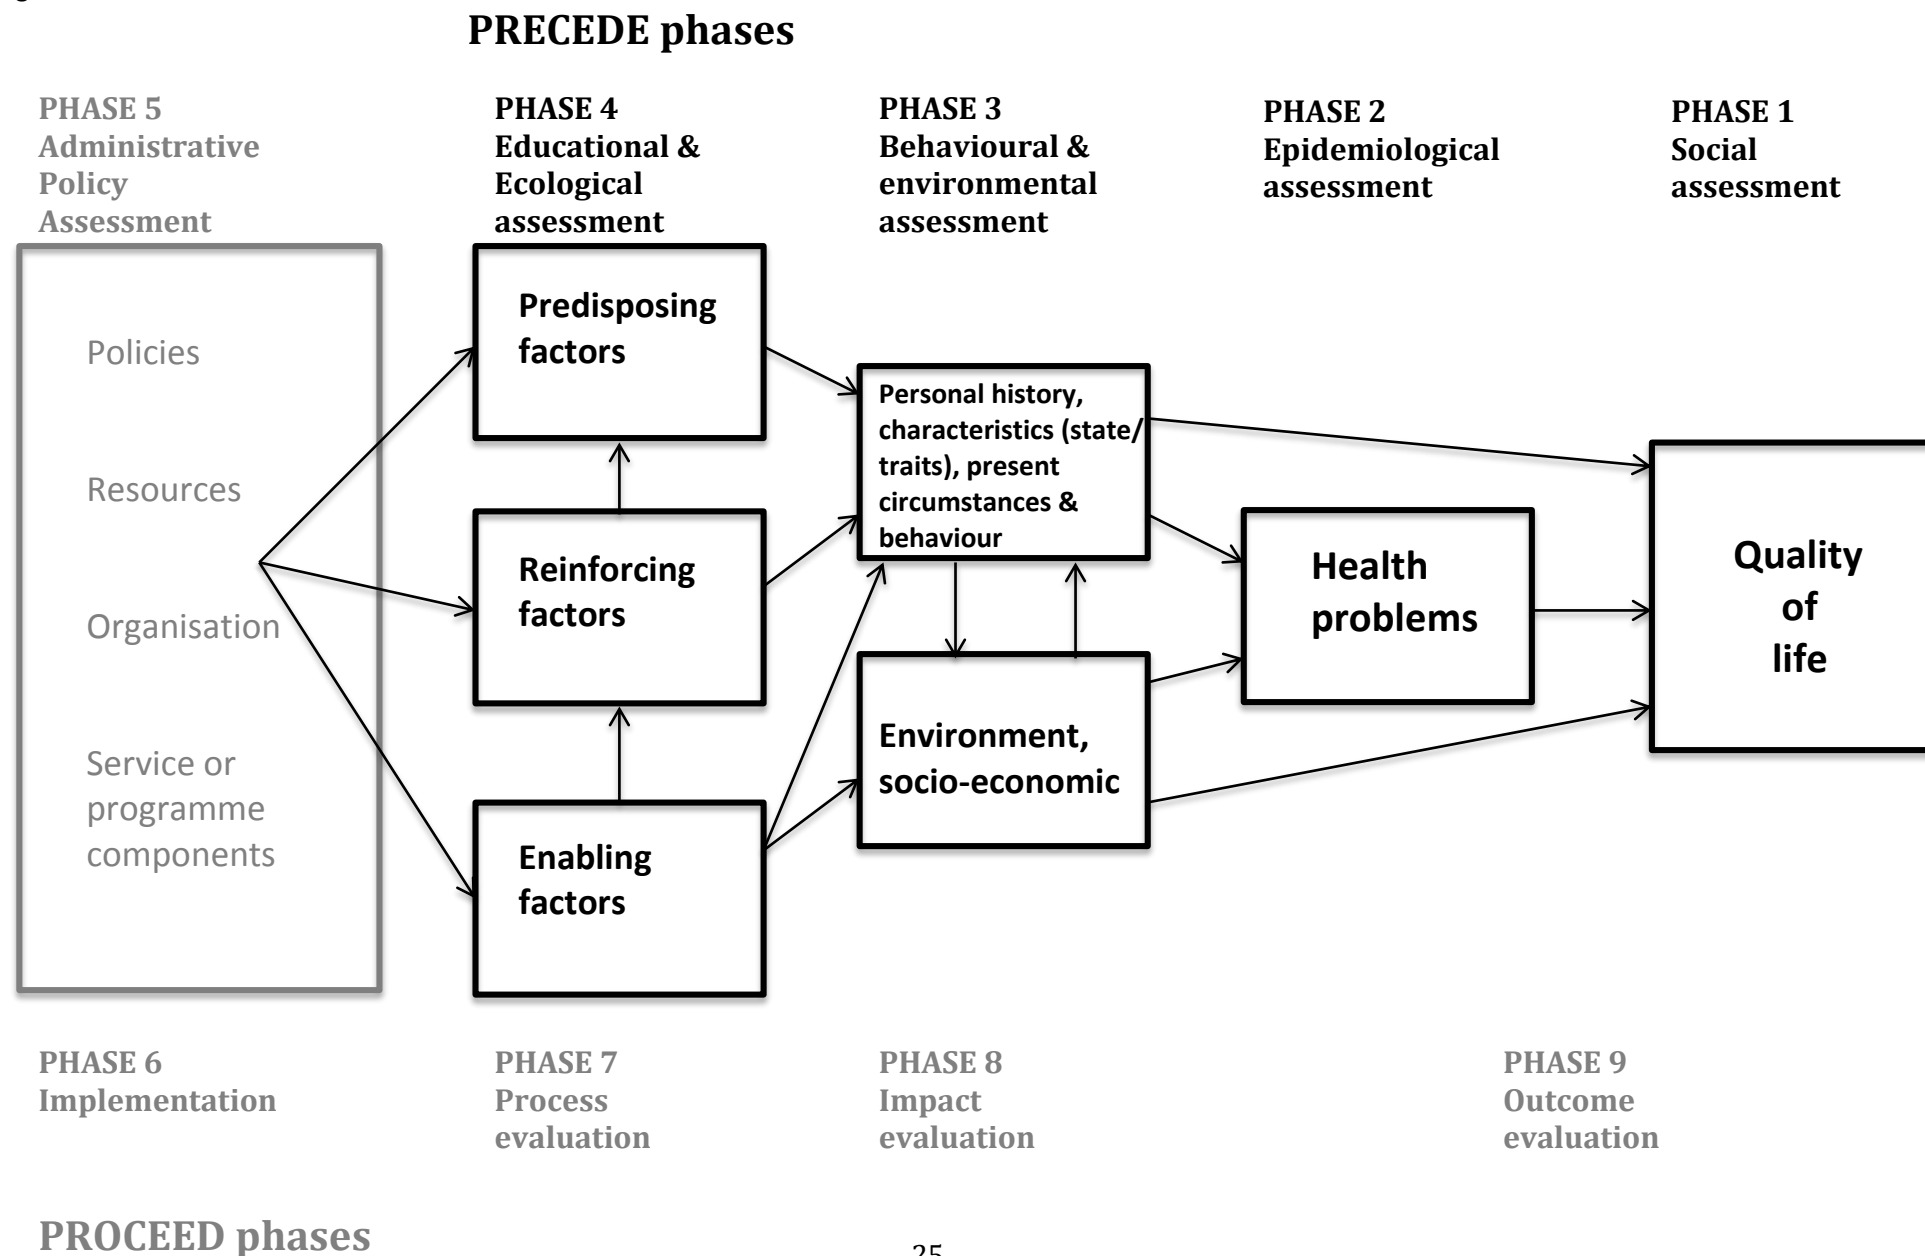 PRECEDE phases
PHASE 5
Administrative
Policy
Assessment
PHASE 4
Educational &
Ecological
assessment
PHASE 3
Behavioural &
environmental
assessment
PHASE 2
Epidemiological
assessment
PHASE 1
Social
assessment
Policies
Resources
Organisation
Service or
programme
components
Predisposing
factors
Reinforcing
factors
Enabling
factors
Personal history,
characteristics (state/
traits), present
circumstances &
behaviour
Environment,
socio-economic
Health
problems
Quality
of
life
PHASE 6
Implementation
PHASE 7
Process
evaluation
PHASE 8
Impact
evaluation
PHASE 9
Outcome
evaluation
PROCEED phases
25